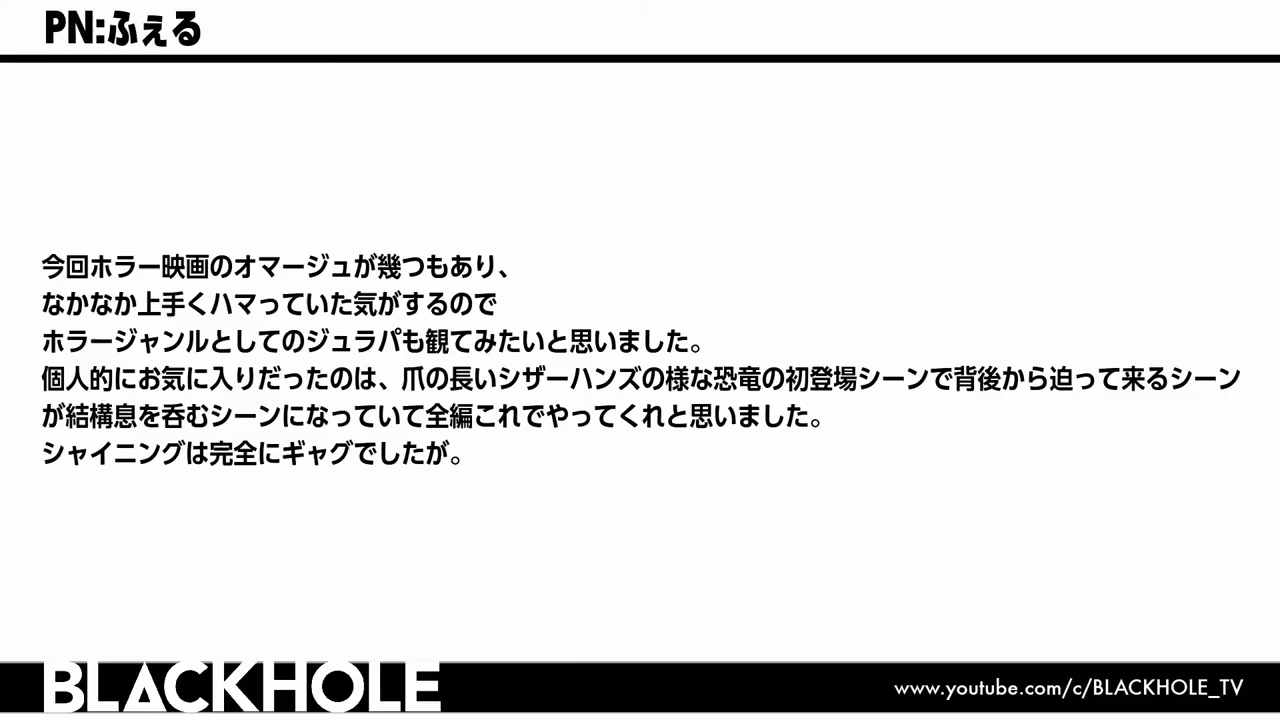 PN:ふぇる
今回ホラー映画のオマージュが幾つもあり、
なかなか上手くハマっていた気がするので
ホラージャンルとしてのジュラパも観てみたいと思いました。
個人的にお気に入りだったのは、爪の長いシザーハンズの様な恐竜の初登場シーンで背後から迫って来るシーン
が結構息を呑むシーンになっていて全編これでやってくれと思いました。
シャイニングは完全にギャグでしたが。
BLACKHOLE
www.youtube.com/c/BLACKHOLE_TV